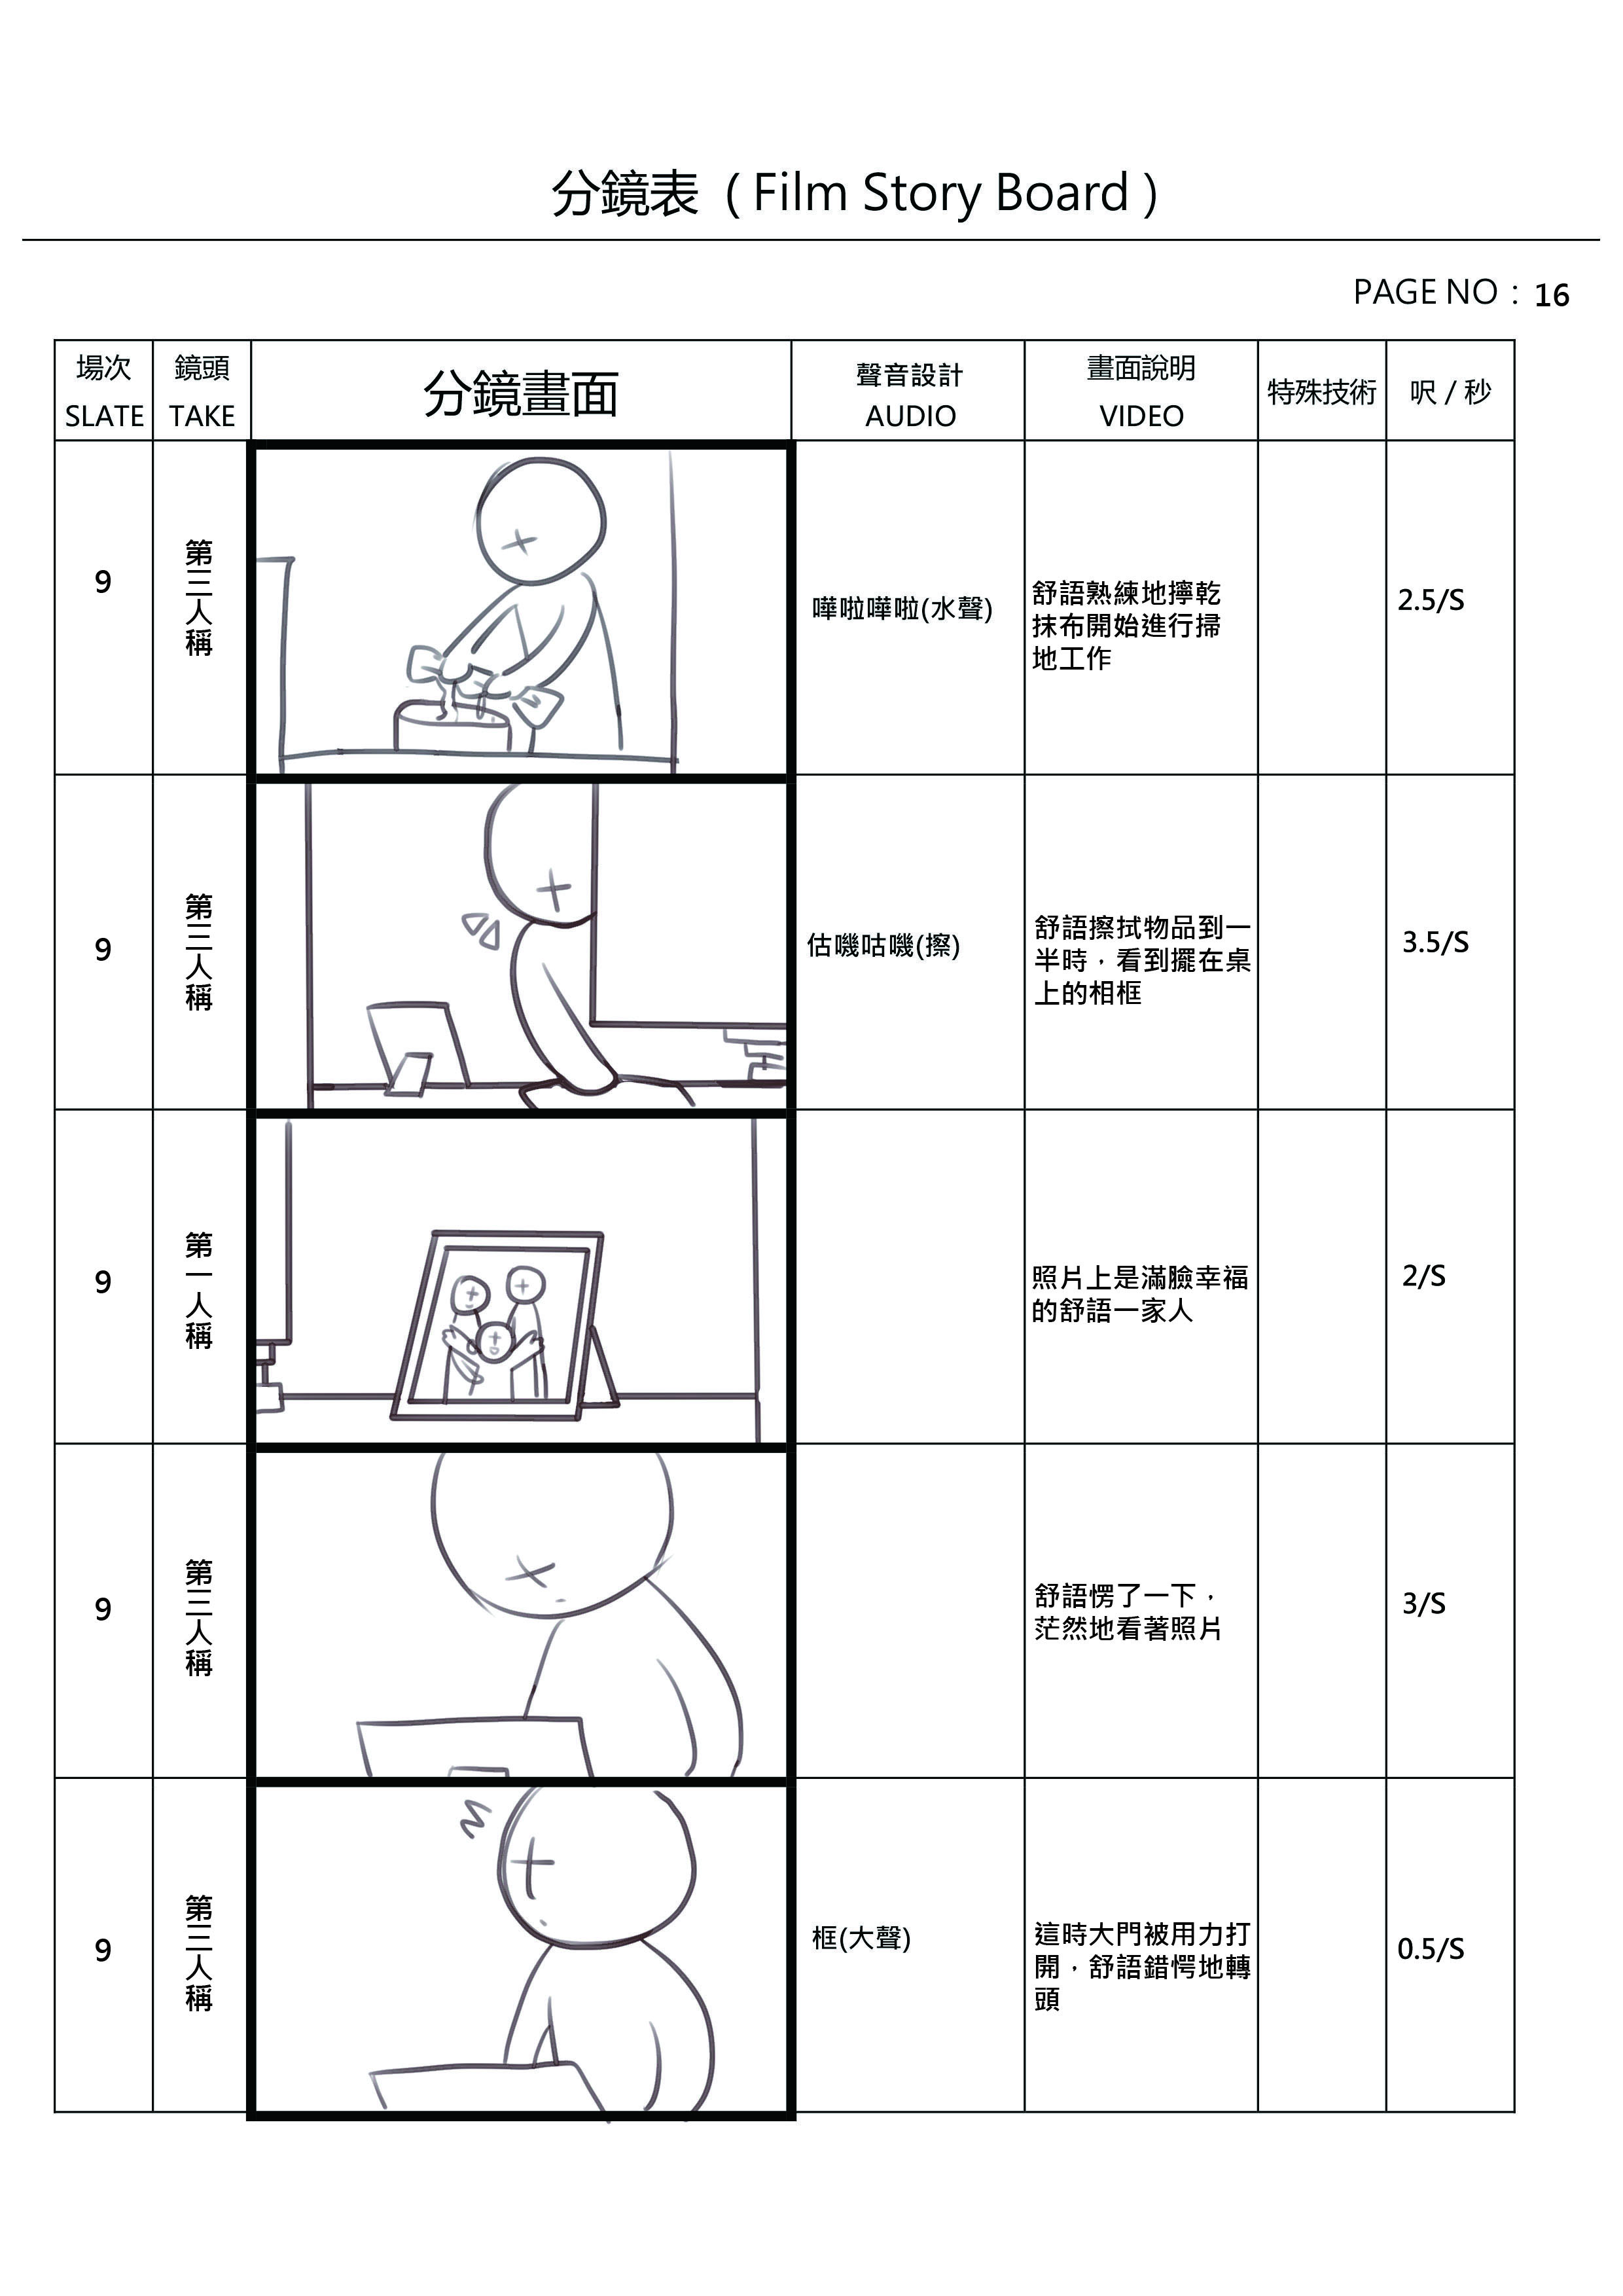 分鏡表（Film Story Board）
PAGE NO：16
場次
SLATE
鏡頭
TAKE
分鏡畫面
聲音設計
AUDIO
畫面說明
VIDEO
特殊技術
呎／秒
9
第三人稱
嘩啦嘩啦(水聲)
舒語熟練地擰乾
抹布開始進行掃
地工作
2.5/S
9
第三人稱
估嘰咕嘰(擦)
舒語擦拭物品到一
半時，看到擺在桌
上的相框
3.5/S
9
第一人稱
照片上是滿臉幸福
的舒語一家人
2/S
9
第三人稱
舒語愣了一下，
茫然地看著照片
3/S
9
第三人稱
框(大聲)
這時大門被用力打
開，舒語錯愕地轉
頭
0.5/S